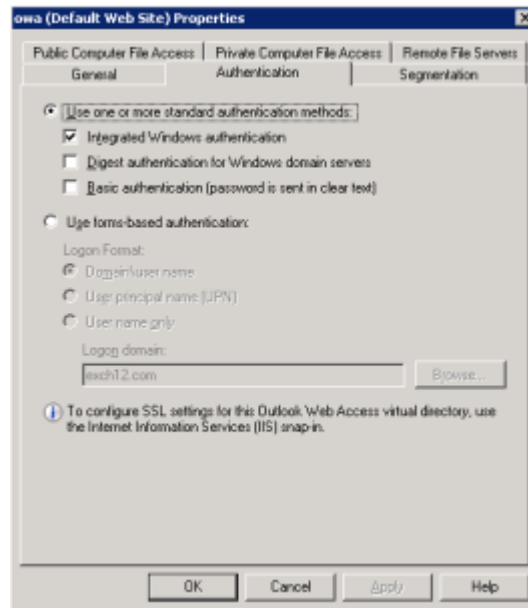 owa (Default Web Site) Properties
Public Computer File Access Private Computer File Access Remote File Servers
General Authentication Segmentation
Use one or more standard authentication methods:
Integrated Windows authentication
Digest authentication for Windows domain servers
Basic authentication (password is sent in clear text)
Use forms-based authentication:
Logon Format:
Domain\user name
User principal name (UPN)
User name only
Logon domain:
exch12.com Browse...
To configure SSL settings for this Outlook Web Access virtual directory, use
the Internet Information Services (IIS) snap-in.
OK Cancel Apply Help